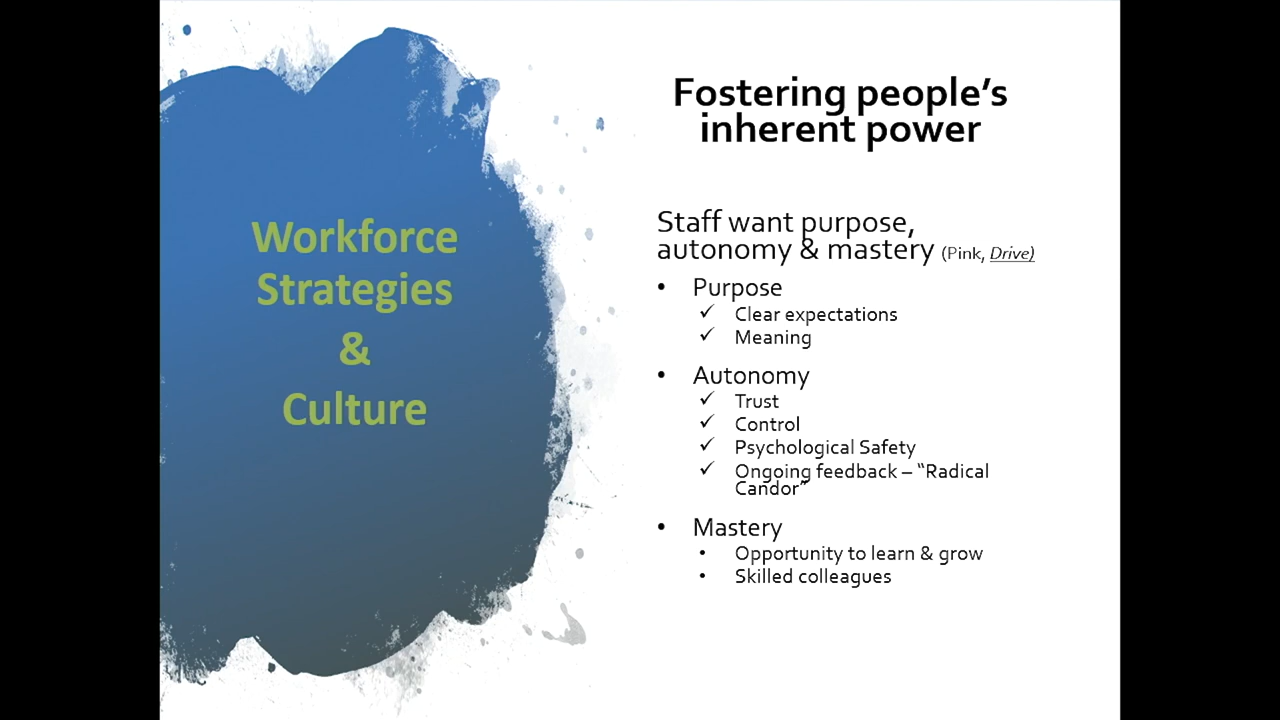 Workforce
Strategies
&
Culture
Fostering people’s
inherent power
Staff want purpose,
autonomy & mastery (Pink, Drive)
• Purpose
✓ Clear expectations
✓ Meaning
• Autonomy
✓ Trust
✓ Control
✓ Psychological Safety
✓ Ongoing feedback – “Radical
Candor”
• Mastery
• Opportunity to learn & grow
• Skilled colleagues